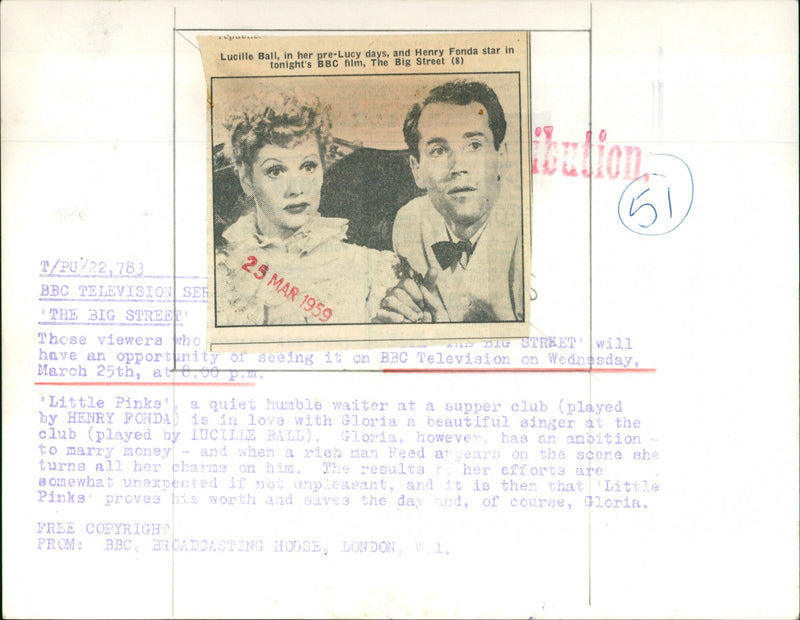 Lucille Ball, in her pre-Lucy days, and Henry Fonda star in
tonight's BBC film, The Big Street (8)
ibution,
51
25 MAR 1959
T/PU/22,783
BBC TELEVISION SER
'THE BIG STREET'
Those viewers who THE BIG STREET' will
have an opportunity of seeing it on BBC Television on Wednesday,
March 25th, at 8.00 p.m.
'Little Pinks', a quiet humble waiter at a supper club (played
by HENRY FONDA) is in love with Gloria a beautiful singer at the
club (played by LUCILLE BALL). Gloria, however, has an ambition -
to marry money - and when a rich man Reed appears on the scene she
turns all her charms on him. The results of her efforts are
somewhat unexpected if not unpleasant, and it is then that 'Little
Pinks' proves his worth and saves the day and, of course, Gloria.
FREE COPYRIGHT
FROM: BBC, BROADCASTING HOUSE, LONDON, W.1.